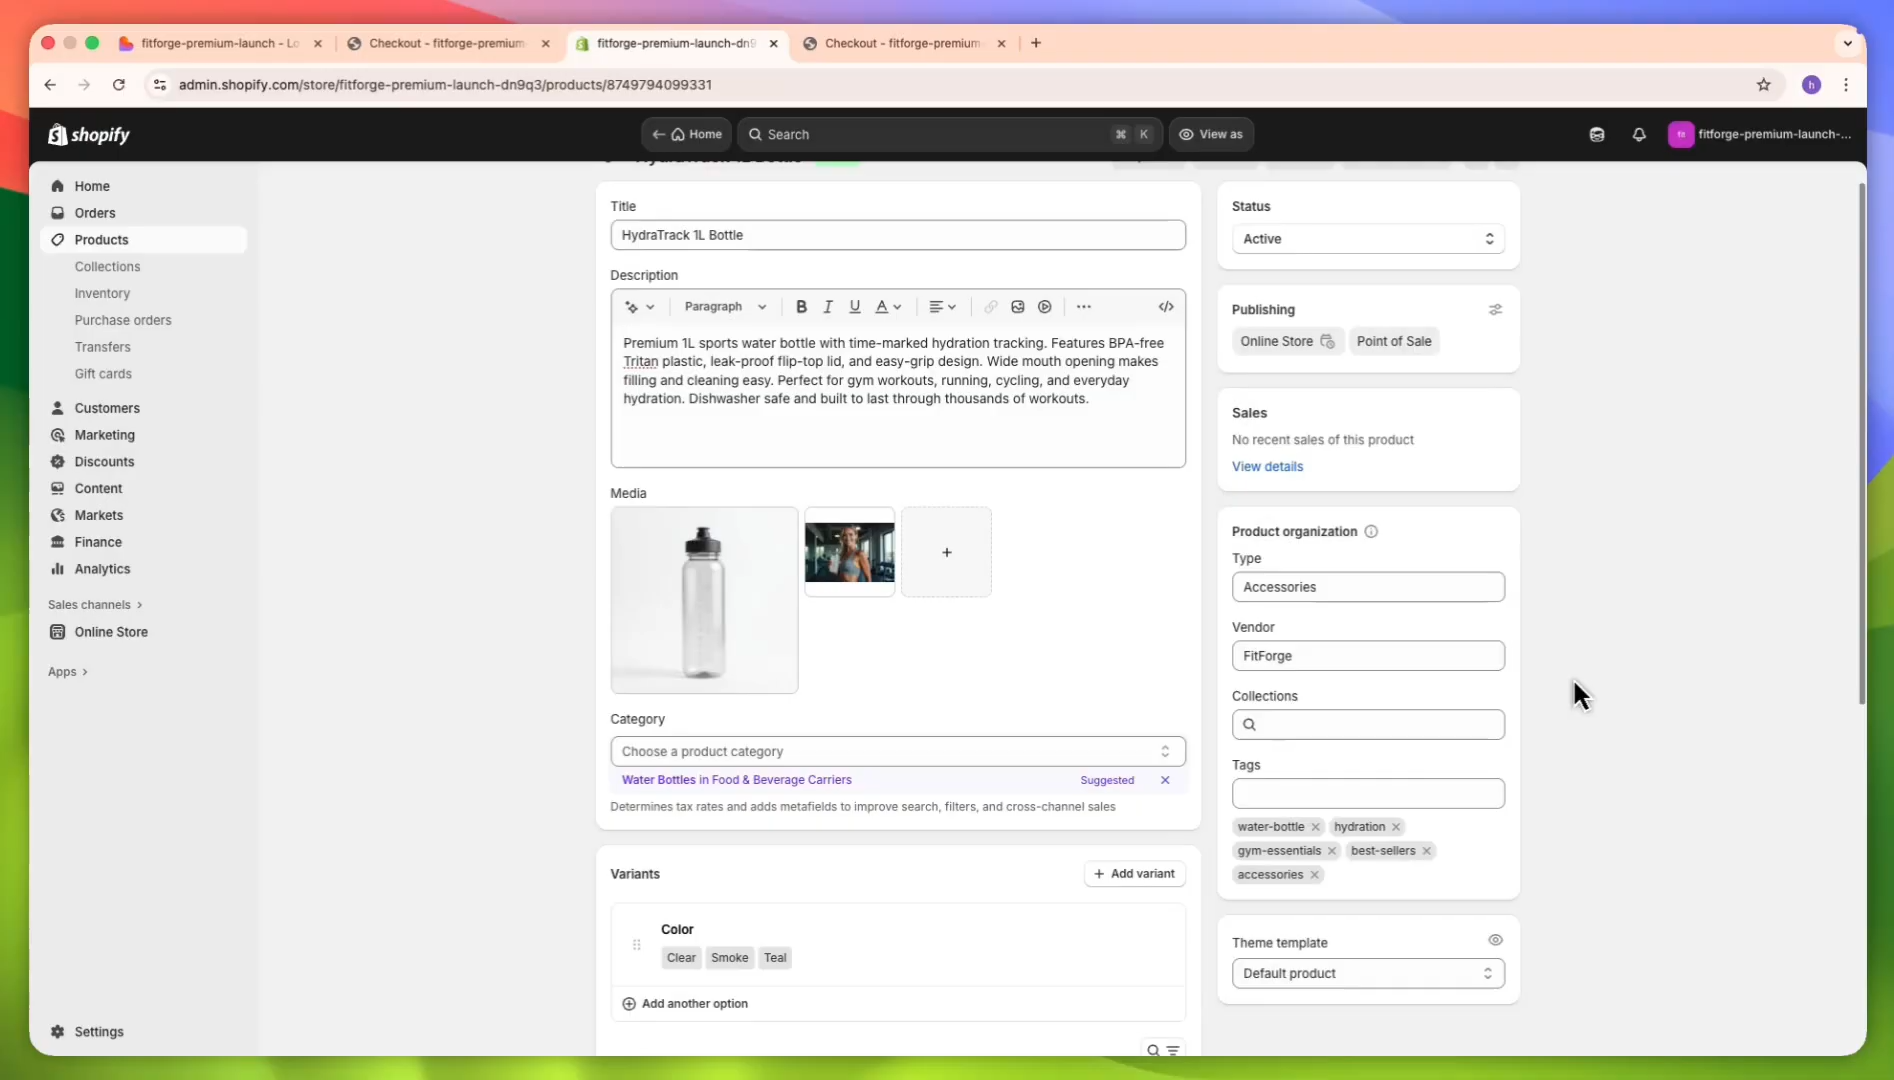 fitforge-premium-launch - Lo
Checkout - fitforge-premium
fitforge-premium-launch-dn9
Checkout - fitforge-premium
admin.shopify.com/store/fitforge-premium-launch-dn9q3/products/8749794099331
h
shopify
Home
Search
⌘ K
View as
fitforge-premium-launch-...
HydraTrack 1L Bottle
Home
Orders
Products
Collections
Inventory
Purchase orders
Transfers
Gift cards
Customers
Marketing
Discounts
Content
Markets
Finance
Analytics
Sales channels
Online Store
Apps
Settings
Title
HydraTrack 1L Bottle
Description
Paragraph
B I U A
Premium 1L sports water bottle with time-marked hydration tracking. Features BPA-free
Tritan plastic, leak-proof flip-top lid, and easy-grip design. Wide mouth opening makes
filling and cleaning easy. Perfect for gym workouts, running, cycling, and everyday
hydration. Dishwasher safe and built to last through thousands of workouts.
Media
Category
Choose a product category
Water Bottles in Food & Beverage Carriers
Suggested
Determines tax rates and adds metafields to improve search, filters, and cross-channel sales
Variants
Add variant
Color
Clear Smoke Teal
Add another option
Status
Active
Publishing
Online Store
Point of Sale
Sales
No recent sales of this product
View details
Product organization
Type
Accessories
Vendor
FitForge
Collections
Tags
water-bottle
hydration
gym-essentials
best-sellers
accessories
Theme template
Default product